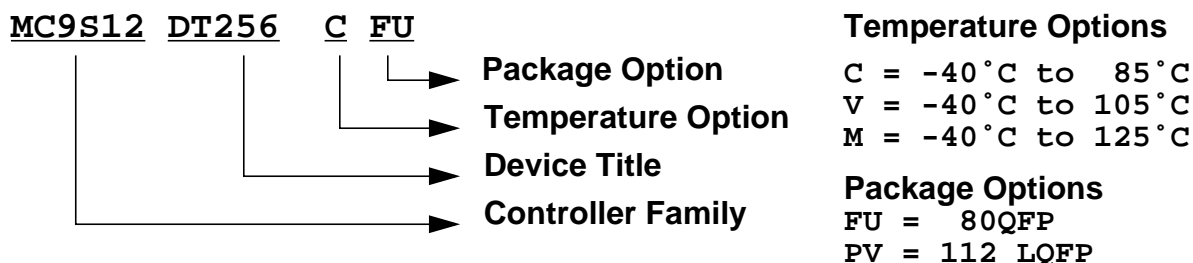 MC9S12 DT256 C FU
Package Option
Temperature Option
Device Title
Controller Family
Temperature Options
C = -40˚C to 85˚C
V = -40˚C to 105˚C
M = -40˚C to 125˚C
Package Options
FU = 80QFP
PV = 112 LQFP